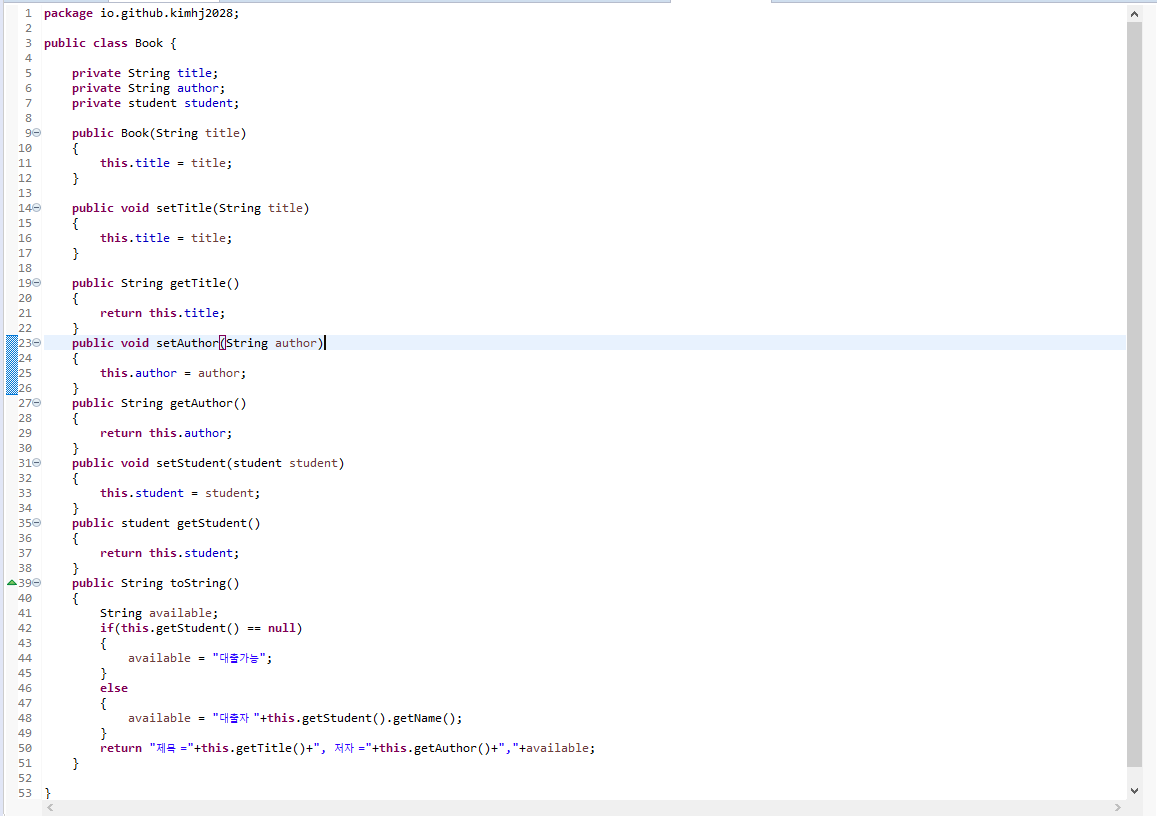 1 package io.github.kimhj2028;
2
3 public class Book {
4
5 private String title;
6 private String author;
7 private student student;
8
9 public Book(String title)
10 {
11 this.title = title;
12 }
13
14 public void setTitle(String title)
15 {
16 this.title = title;
17 }
18
19 public String getTitle()
20 {
21 return this.title;
22 }
23 public void setAuthor(String author)
24 {
25 this.author = author;
26 }
27 public String getAuthor()
28 {
29 return this.author;
30 }
31 public void setStudent(student student)
32 {
33 this.student = student;
34 }
35 public student getStudent()
36 {
37 return this.student;
38 }
39 public String toString()
40 {
41 String available;
42 if(this.getStudent() == null)
43 {
44 available = "대출가능";
45 }
46 else
47 {
48 available = "대출자 "+this.getStudent().getName();
49 }
50 return "제목 ="+this.getTitle()+", 저자 ="+this.getAuthor()+","+available;
51 }
52
53 }